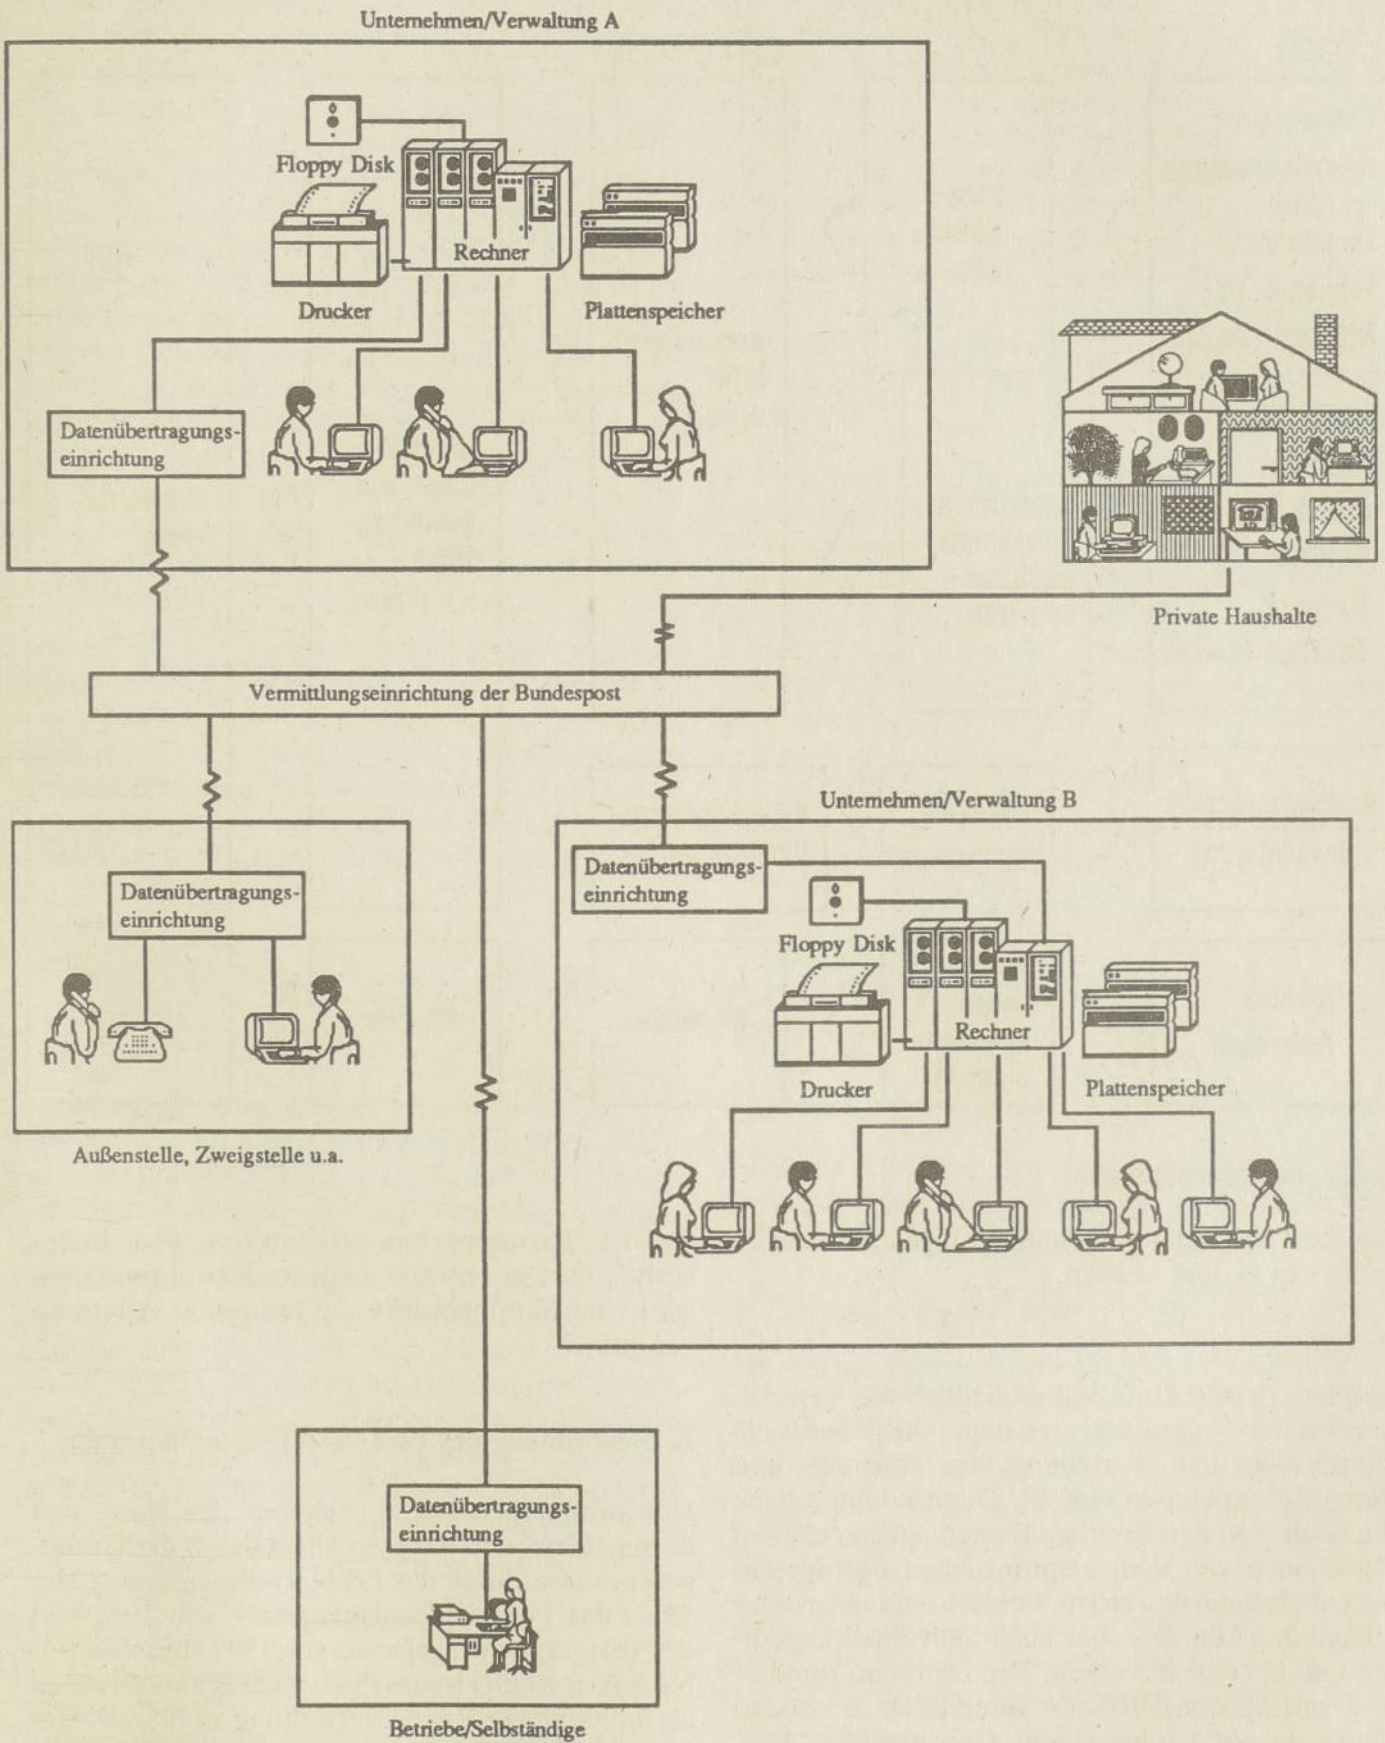 Unternehmen/Verwaltung A
Floppy Disk
Rechner
Drucker
Plattenspeicher
Datenübertragungs-
einrichtung
Private Haushalte
Vermittlungseinrichtung der Bundespost
Unternehmen/Verwaltung B
Datenübertragungs-
einrichtung
Datenübertragungs-
einrichtung
Floppy Disk
Rechner
Drucker
Plattenspeicher
Außenstelle, Zweigstelle u.a.
Datenübertragungs-
einrichtung
Betriebe/Selbständige